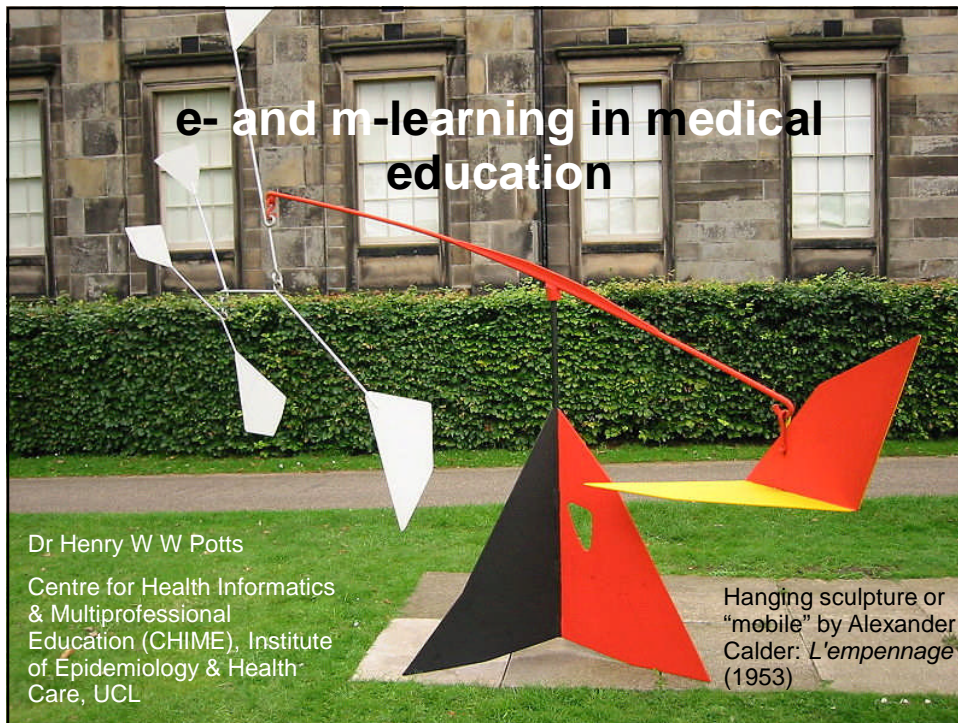 e- and m-learning in medical
education
Dr Henry W W Potts
Centre for Health Informatics
& Multiprofessional
Education (CHIME), Institute
of Epidemiology & Health
Care, UCL
Hanging sculpture or
“mobile” by Alexander
Calder: L'empennage
(1953)